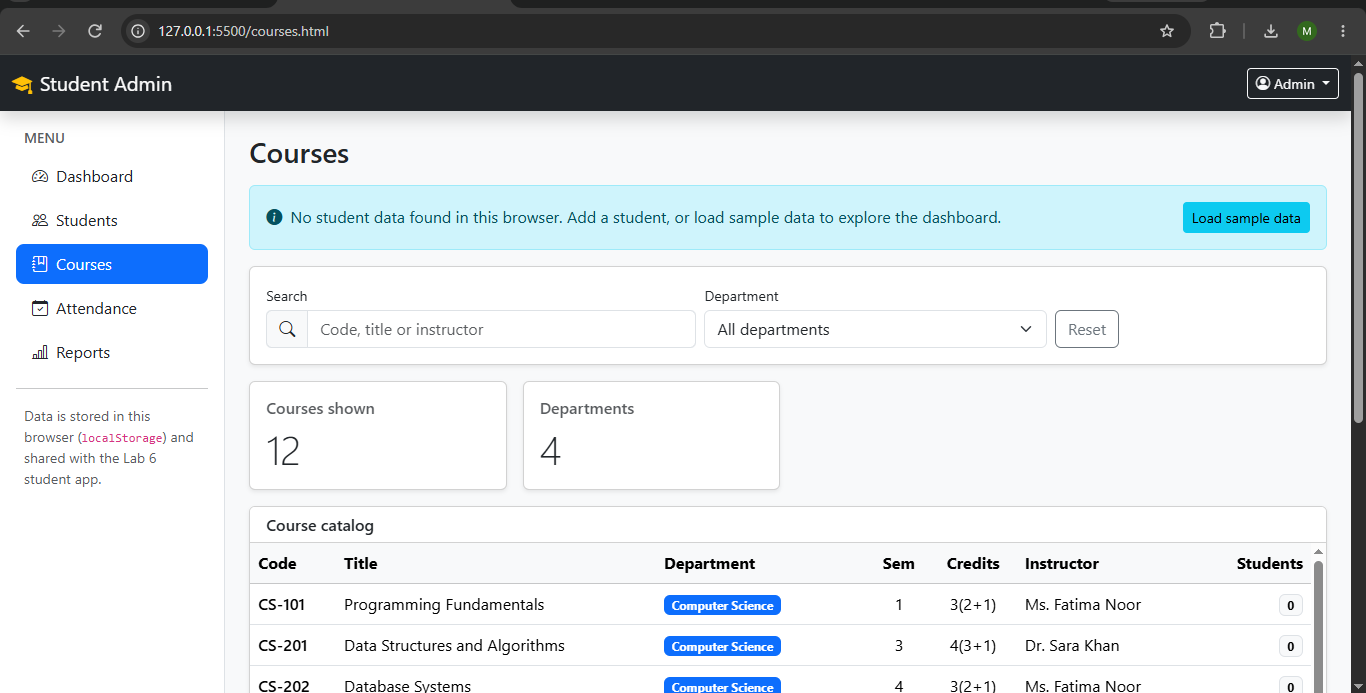 127.0.0.1:5500/courses.html
M
Student Admin
Admin
MENU
Dashboard
Students
Courses
Attendance
Reports
Data is stored in this
browser (localStorage) and
shared with the Lab 6
student app.
Courses
No student data found in this browser. Add a student, or load sample data to explore the dashboard.
Load sample data
Search
Department
Code, title or instructor
All departments
Reset
Courses shown
Departments
12
4
Course catalog
Code Title Department Sem Credits Instructor Students
CS-101 Programming Fundamentals Computer Science 1 3(2+1) Ms. Fatima Noor 0
CS-201 Data Structures and Algorithms Computer Science 3 4(3+1) Dr. Sara Khan 0
CS-202 Database Systems Computer Science 4 3(2+1) Ms. Fatima Noor 0